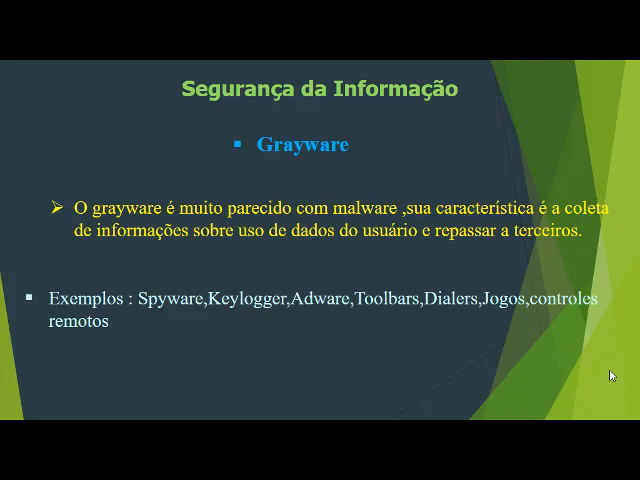 Segurança da Informação
Grayware
O grayware é muito parecido com malware ,sua característica é a coleta
de informações sobre uso de dados do usuário e repassar a terceiros.
Exemplos : Spyware,Keylogger,Adware,Toolbars,Dialers,Jogos,controles
remotos